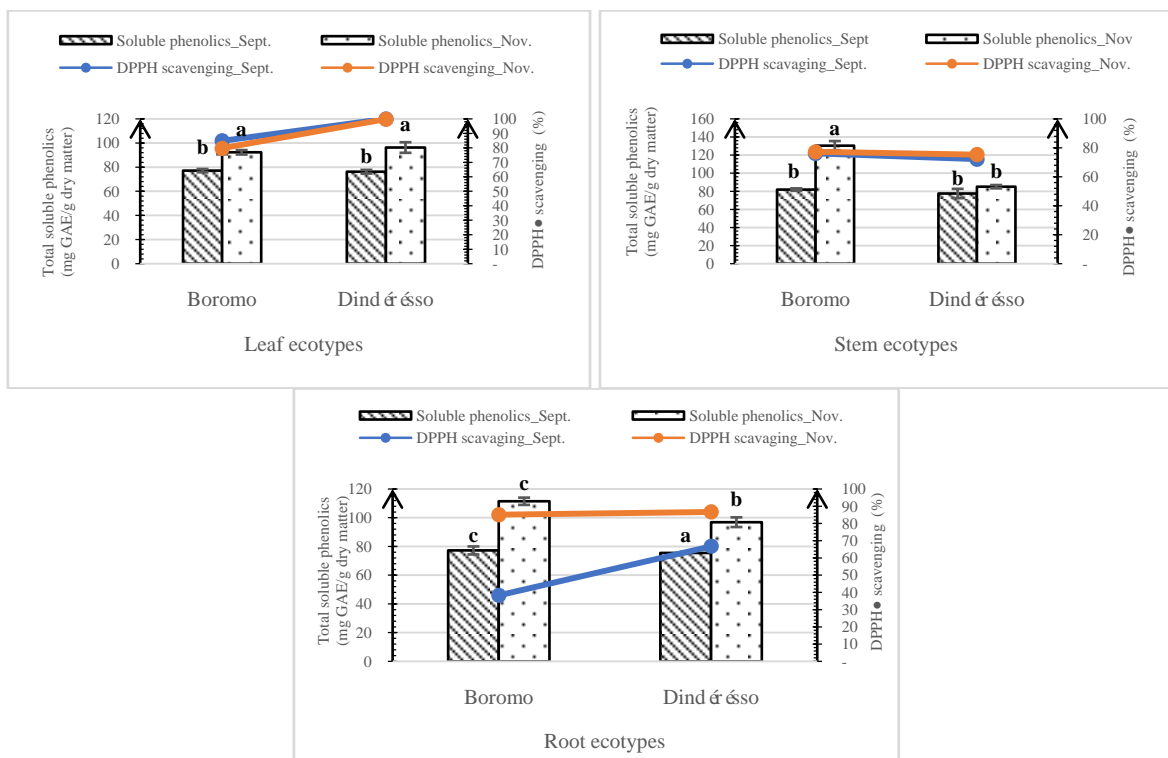 Soluble phenolics_Sept. Soluble phenolics_Nov.
DPPH scavenging_Sept. DPPH scavenging_Nov.
Total soluble phenolics
(mg GAE/g dry matter)
120
100
80
60
40
20
0
b a b a
100
90
80
70
60
50
40
30
20
10
-
DPPH● scavenging (%)
Boromo Dindérésso
Leaf ecotypes
Soluble phenolics_Sept Soluble phenolics_Nov
DPPH scavaging_Sept. DPPH scavaging_Nov.
Total soluble phenolics
(mg GAE/g dry matter)
160
140
120
100
80
60
40
20
0
b a b b
100
80
60
40
20
-
DPPH● scavenging (%)
Boromo Dindérésso
Stem ecotypes
Soluble phenolics_Sept. Soluble phenolics_Nov.
DPPH scavaging_Sept. DPPH scavaging_Nov.
Total soluble phenolics
(mg GAE/g dry matter)
120
100
80
60
40
20
0
c c a b
100
90
80
70
60
50
40
30
20
10
-
DPPH● scavenging (%)
Boromo Dindérésso
Root ecotypes